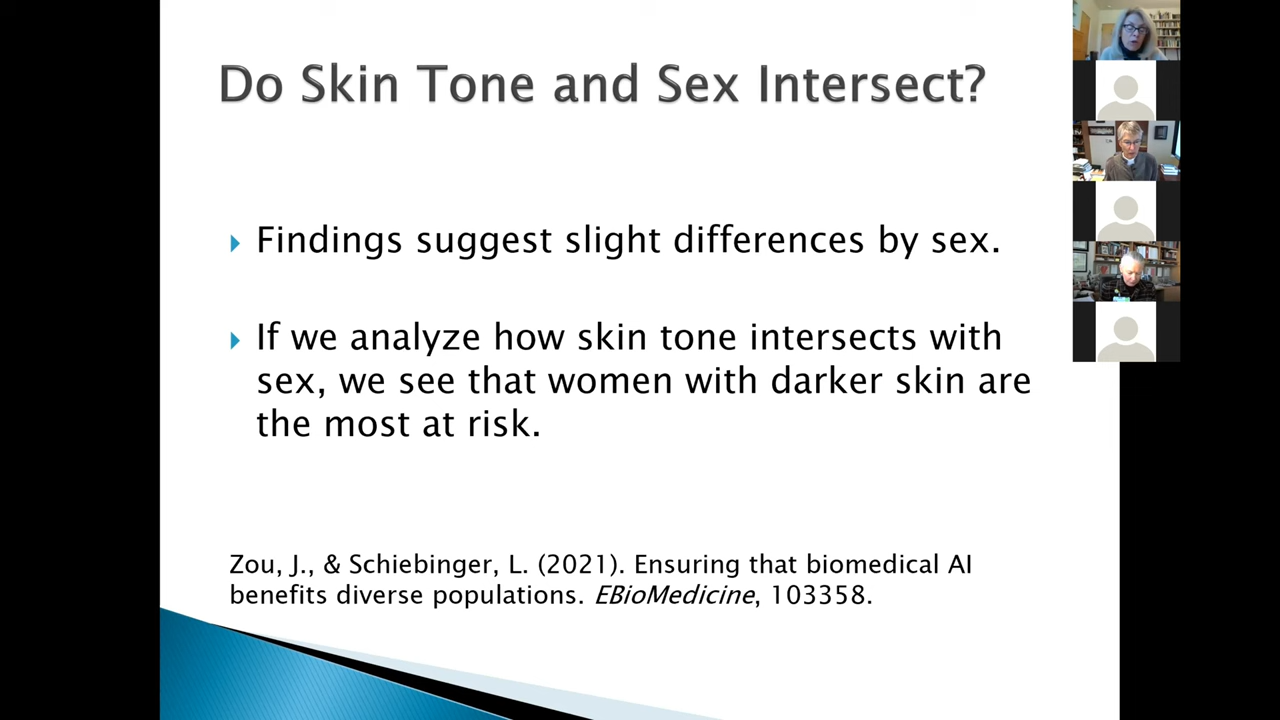 Do Skin Tone and Sex Intersect?
Findings suggest slight differences by sex.
If we analyze how skin tone intersects with
sex, we see that women with darker skin are
the most at risk.
Zou, J., & Schiebinger, L. (2021). Ensuring that biomedical AI
benefits diverse populations. EBioMedicine, 103358.